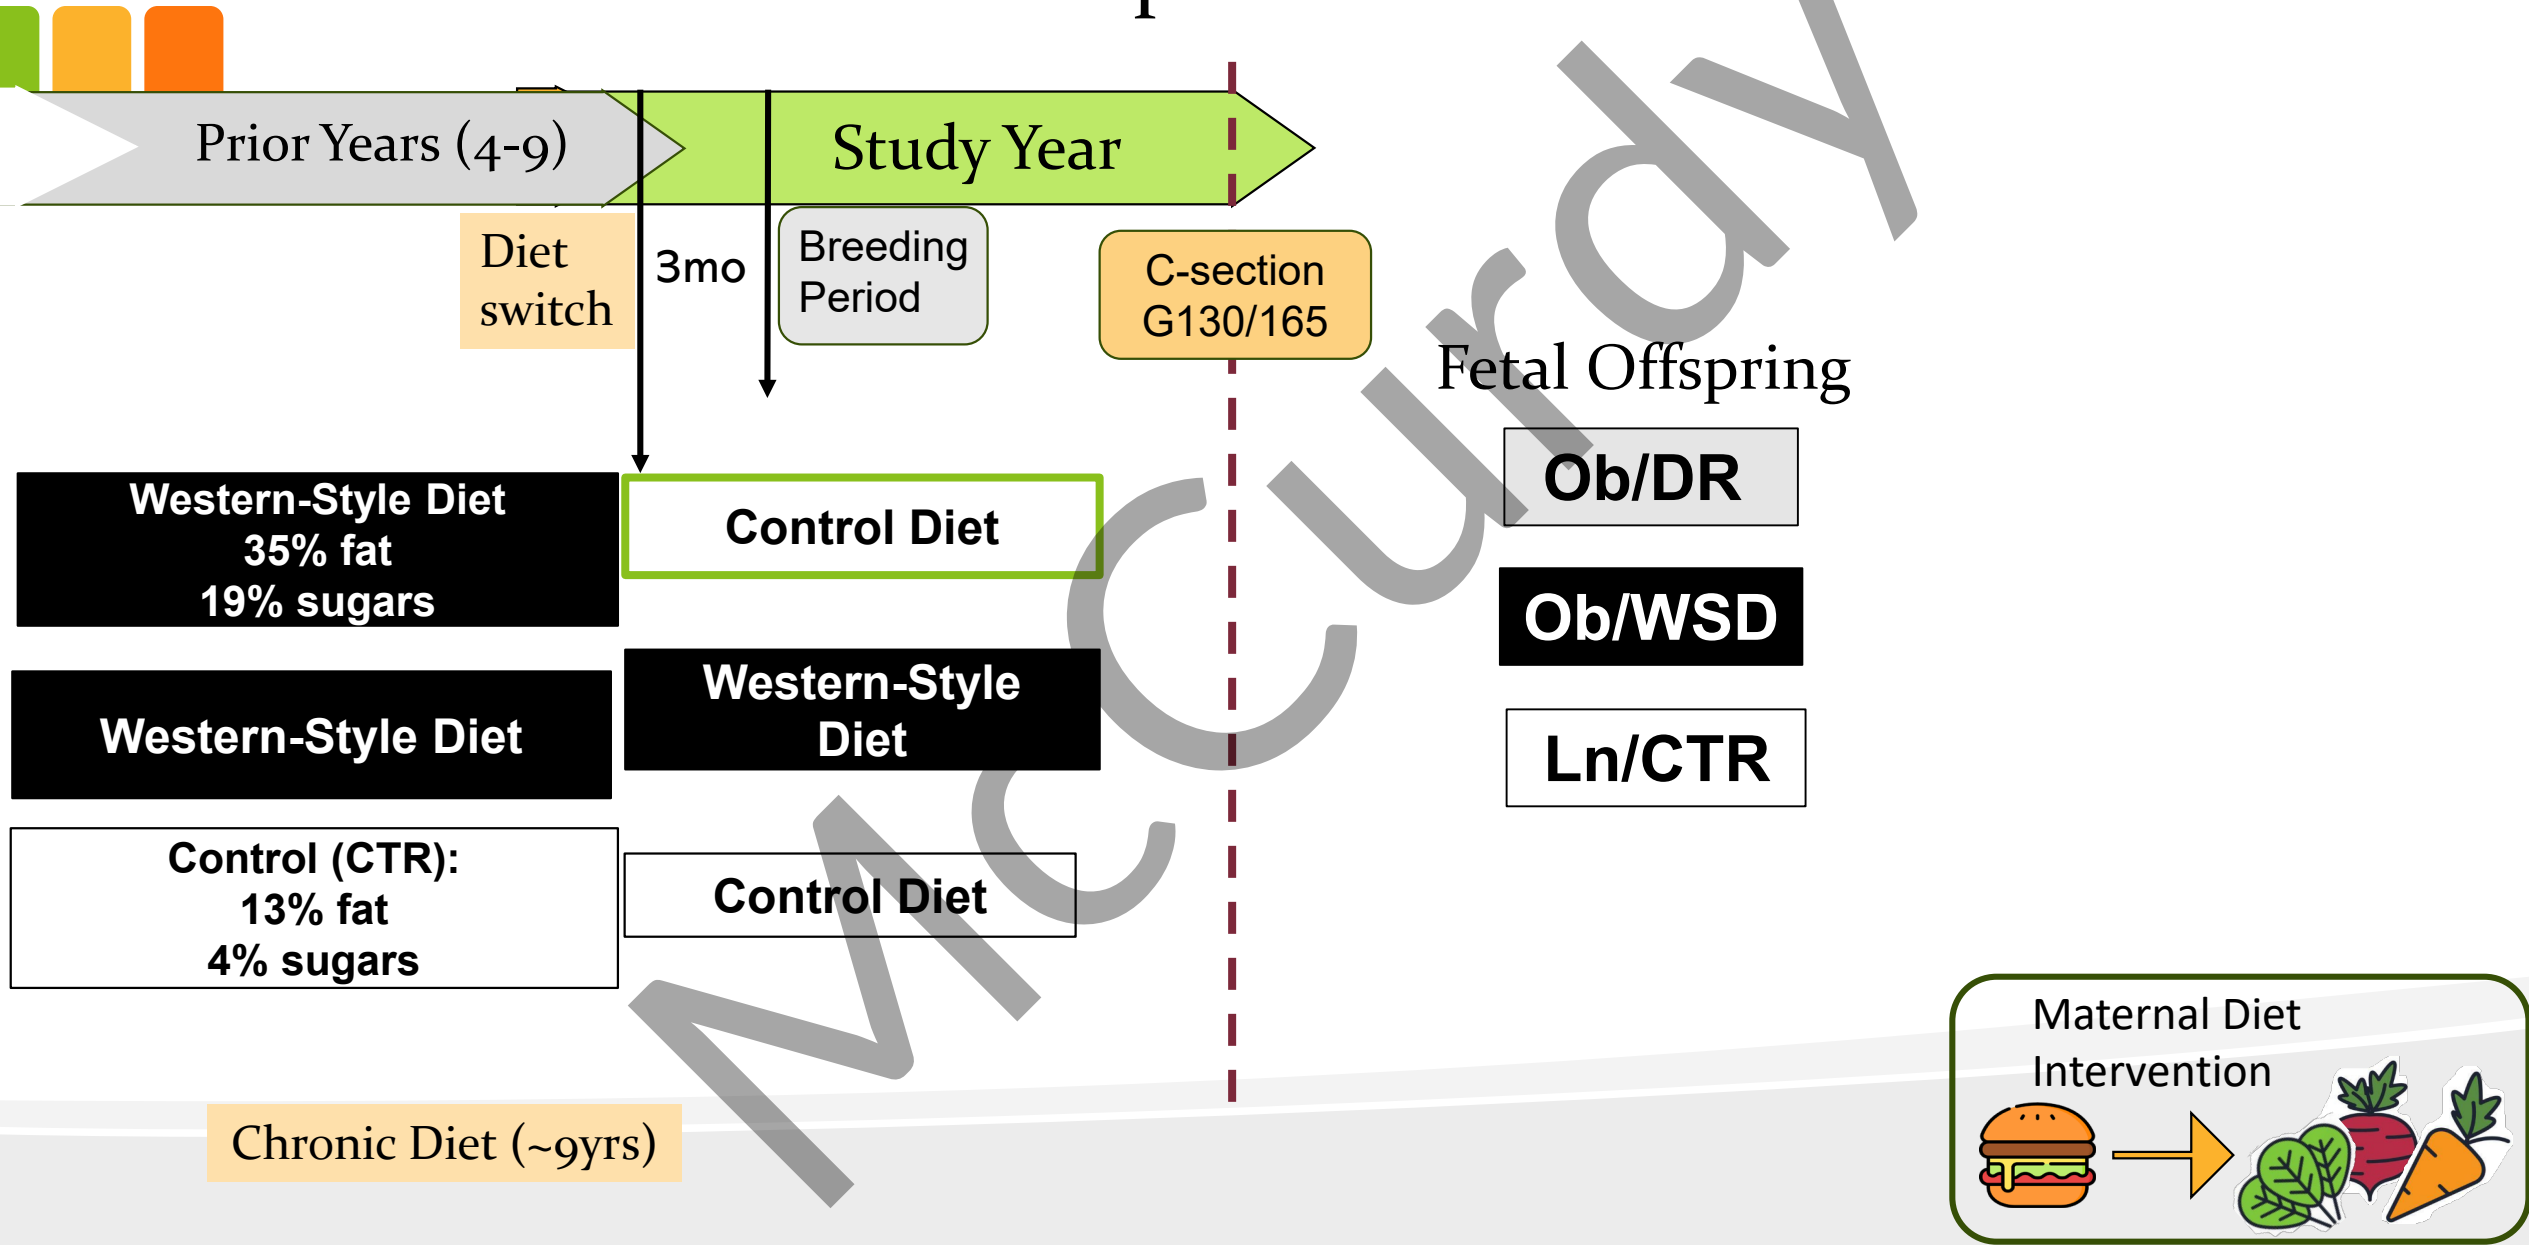 Prior Years (4-9)
Study Year
Diet
switch
3mo
Breeding
Period
C-section
G130/165
Fetal Offspring
Western-Style Diet
35% fat
19% sugars
Control Diet
Ob/DR
Western-Style Diet
Western-Style
Diet
Ob/WSD
Control (CTR):
13% fat
4% sugars
Control Diet
Ln/CTR
Chronic Diet (~9yrs)
Maternal Diet
Intervention
McCurdy